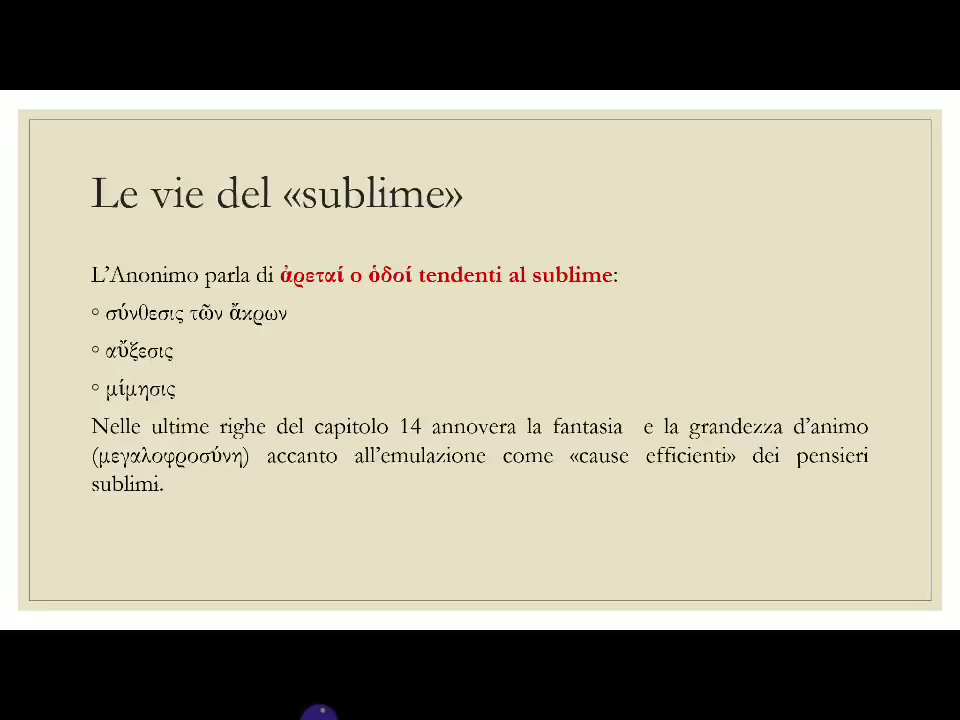 Le vie del «sublime»
L’Anonimo parla di ἀρεταί o ὁδοί tendenti al sublime:
◦ σύνθεσις τῶν ἄκρων
◦ αὔξεσις
◦ μίμησις
Nelle ultime righe del capitolo 14 annovera la fantasia e la grandezza d’animo
(μεγαλοφροσύνη) accanto all’emulazione come «cause efficienti» dei pensieri
sublimi.